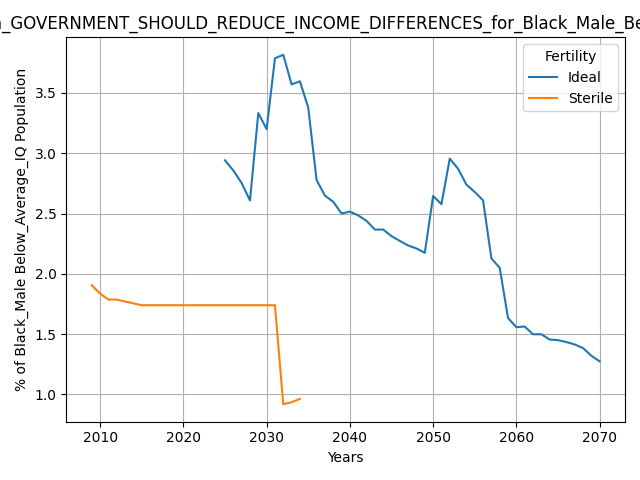 _GOVERNMENT_SHOULD_REDUCE_INCOME_DIFFERENCES_for_Black_Male_Be
Fertility
Ideal
Sterile
% of Black_Male Below_Average_IQ Population
3.5
3.0
2.5
2.0
1.5
1.0
2010 2020 2030 2040 2050 2060 2070
Years